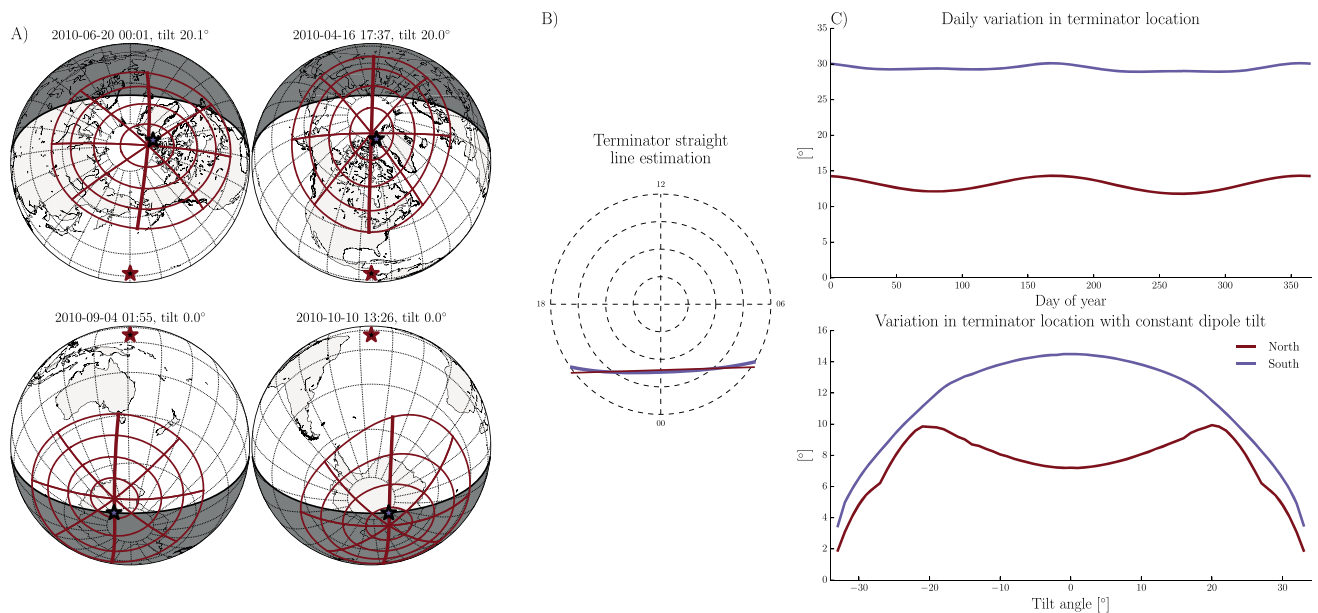 A)
2010-06-20 00:01, tilt 20.1°
2010-04-16 17:37, tilt 20.0°
2010-09-04 01:55, tilt 0.0°
2010-10-10 13:26, tilt 0.0°
B)
Terminator straight
line estimation
12
18
06
00
C)
Daily variation in terminator location
35
30
25
20
15
10
5
0
[°]
0 50 100 150 200 250 300 350
Day of year
Variation in terminator location with constant dipole tilt
16
14
12
10
8
6
4
2
0
[°]
North
South
−30 −20 −10 0 10 20 30
Tilt angle [°]